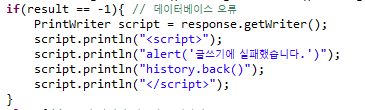 if(result == -1){ // 데이터베이스 오류
PrintWriter script = response.getWriter();
script.println("<script>");
script.println("alert('글쓰기에 실패했습니다.')");
script.println("history.back()");
script.println("</script>");
}